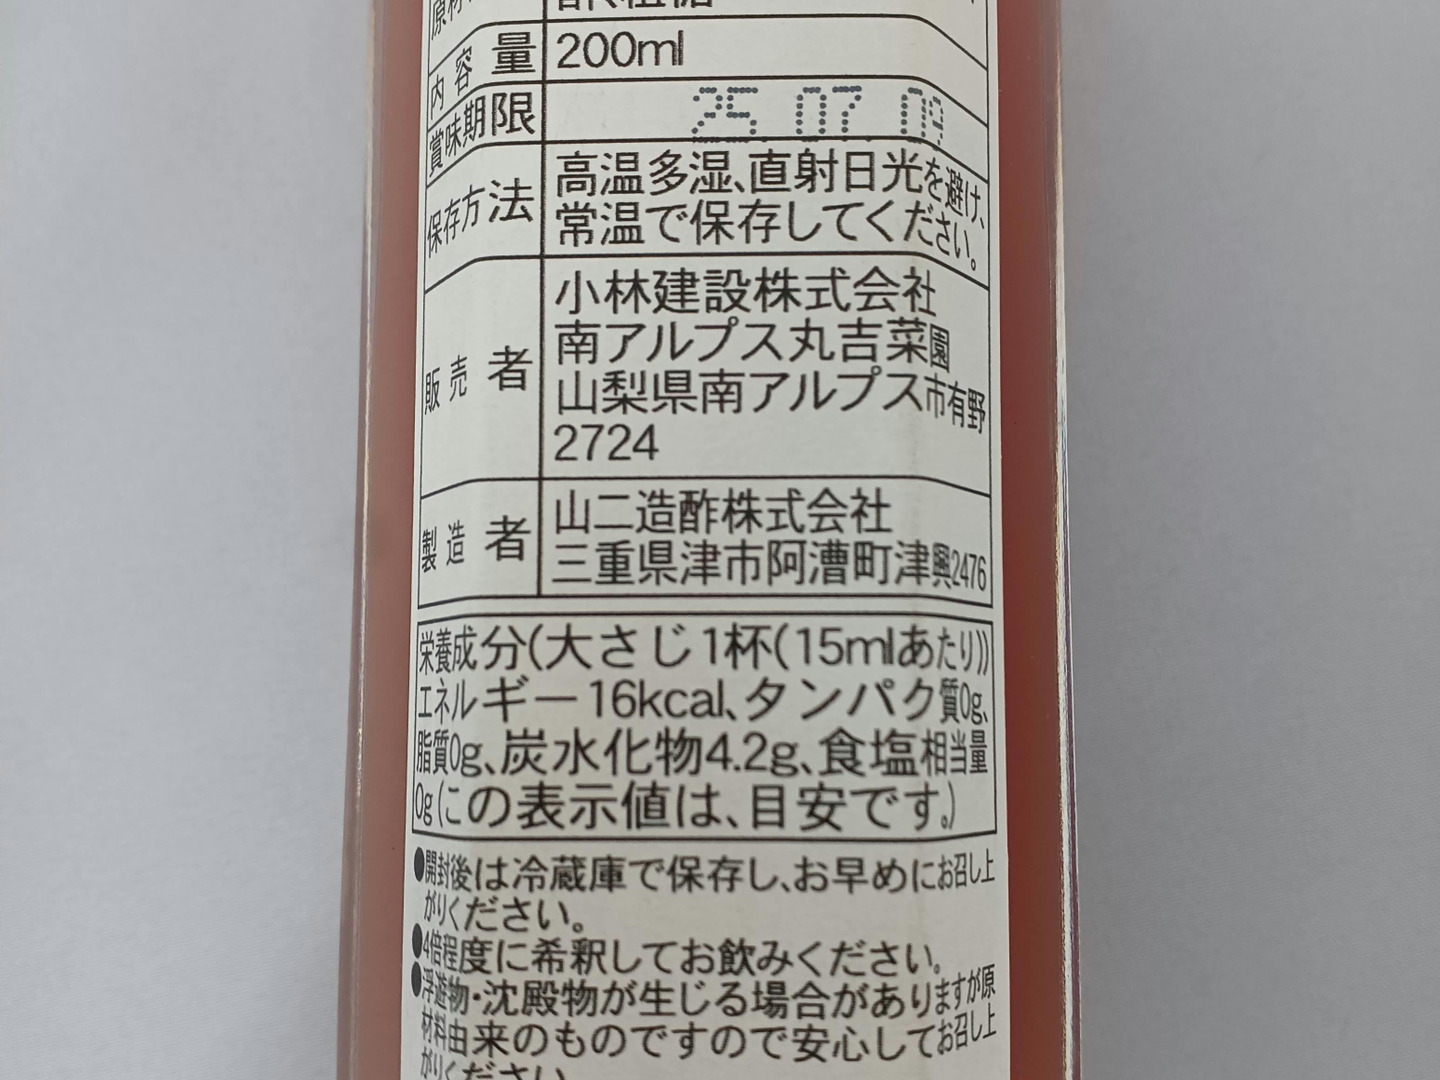 原材
内容量 200ml
賞味期限 25.07.09
保存方法 高温多湿、直射日光を避け、
常温で保存してください。
販売者 小林建設株式会社
南アルプス丸吉菜園
山梨県南アルプス市有野
2724
製造者 山二造酢株式会社
三重県津市阿漕町津興2476
栄養成分(大さじ1杯(15mlあたり))
エネルギー16kcal、タンパク質0g、
脂質0g、炭水化物4.2g、食塩相当量
0g(この表示値は、目安です。)
●開封後は冷蔵庫で保存し、お早めにお召し上
がりください。
●4倍程度に希釈してお飲みください。
●浮遊物・沈殿物が生じる場合がありますが原
材料由来のものですので安心してお召し上
がりください。